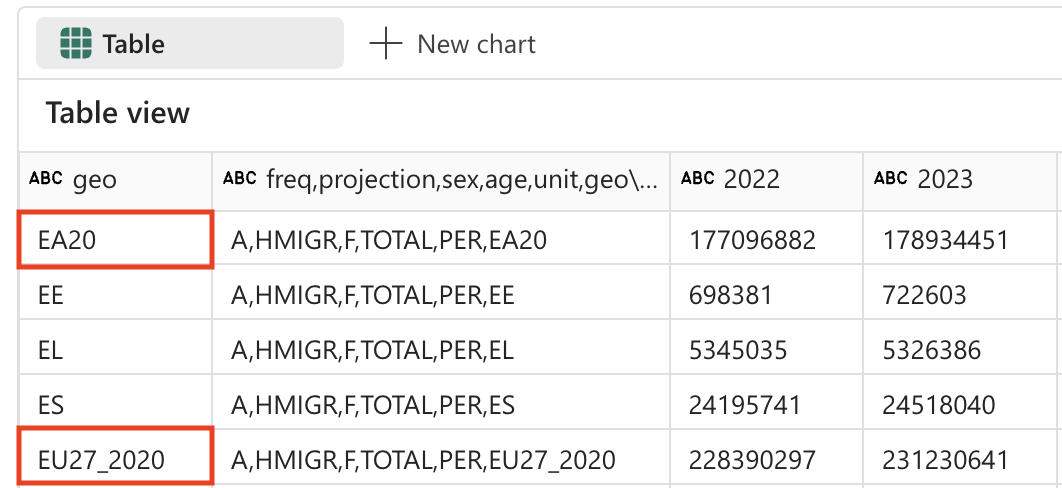 Table New chart
Table view
ABC geo ABC freq,projection,sex,age,unit,geo\... ABC 2022 ABC 2023
EA20 A,HMIGR,F,TOTAL,PER,EA20 177096882 178934451
EE A,HMIGR,F,TOTAL,PER,EE 698381 722603
EL A,HMIGR,F,TOTAL,PER,EL 5345035 5326386
ES A,HMIGR,F,TOTAL,PER,ES 24195741 24518040
EU27_2020 A,HMIGR,F,TOTAL,PER,EU27_2020 228390297 231230641